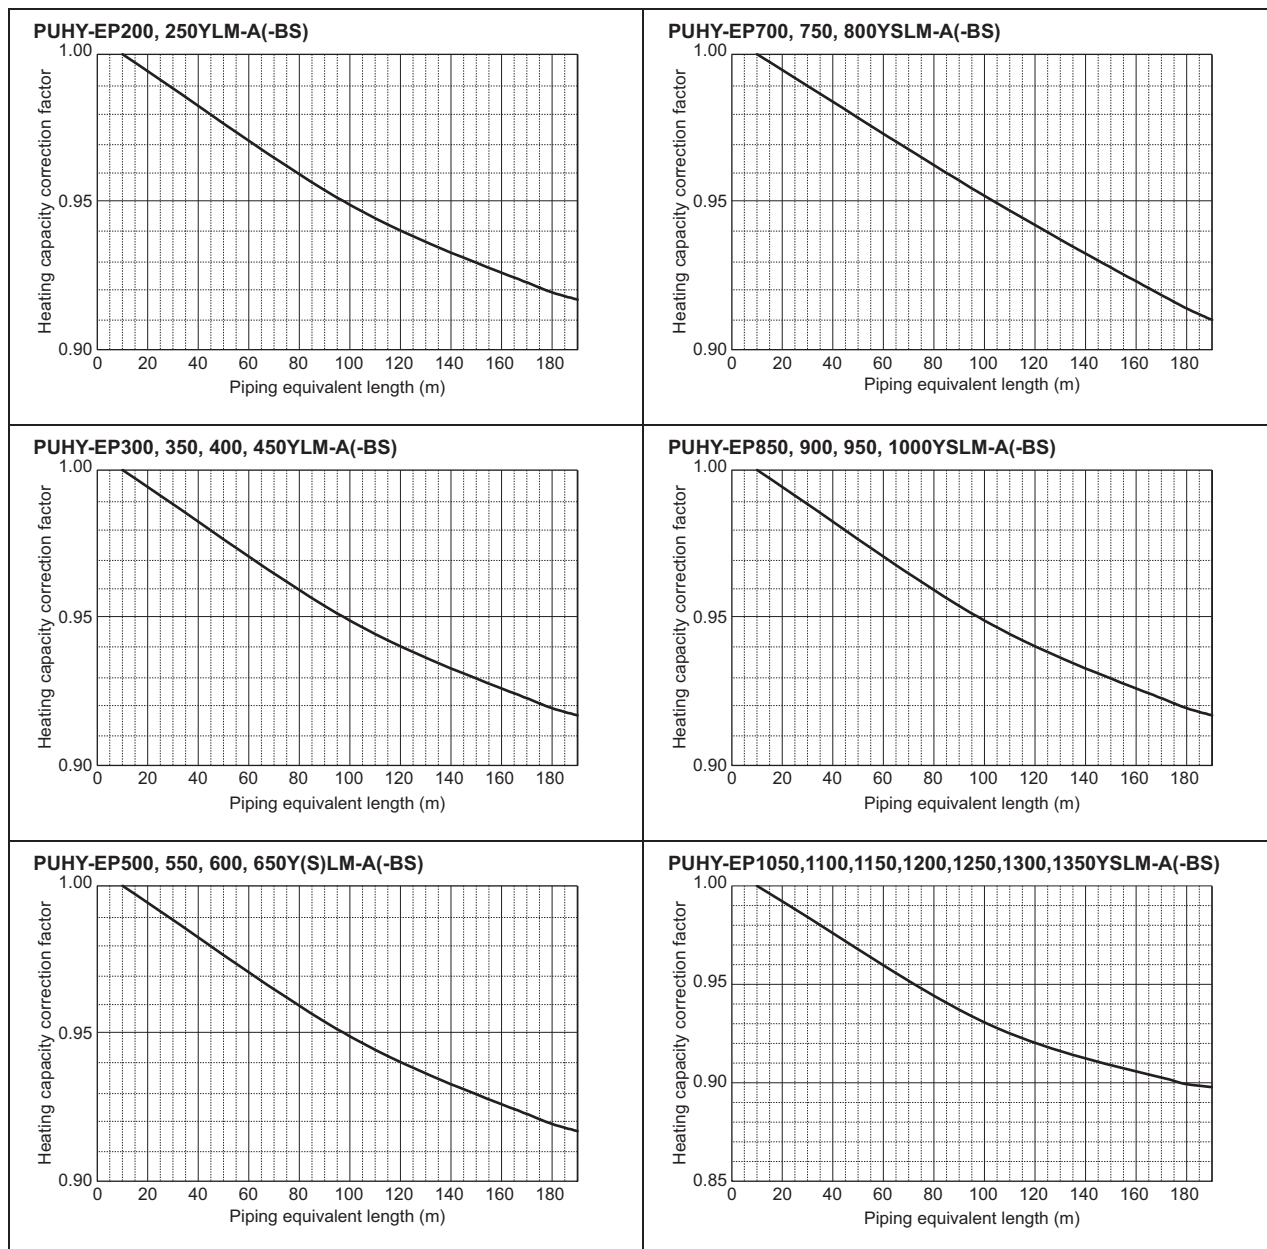 PUHY-EP200, 250YLM-A(-BS)
Heating capacity correction factor
1.00
0.95
0.90
0 20 40 60 80 100 120 140 160 180
Piping equivalent length (m)
PUHY-EP700, 750, 800YSLM-A(-BS)
Heating capacity correction factor
1.00
0.95
0.90
0 20 40 60 80 100 120 140 160 180
Piping equivalent length (m)
PUHY-EP300, 350, 400, 450YLM-A(-BS)
Heating capacity correction factor
1.00
0.95
0.90
0 20 40 60 80 100 120 140 160 180
Piping equivalent length (m)
PUHY-EP850, 900, 950, 1000YSLM-A(-BS)
Heating capacity correction factor
1.00
0.95
0.90
0 20 40 60 80 100 120 140 160 180
Piping equivalent length (m)
PUHY-EP500, 550, 600, 650Y(S)LM-A(-BS)
Heating capacity correction factor
1.00
0.95
0.90
0 20 40 60 80 100 120 140 160 180
Piping equivalent length (m)
PUHY-EP1050,1100,1150,1200,1250,1300,1350YSLM-A(-BS)
Heating capacity correction factor
1.00
0.95
0.90
0.85
0 20 40 60 80 100 120 140 160 180
Piping equivalent length (m)